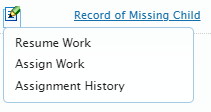 Record of Missing Child
Resume Work
Assign Work
Assignment History